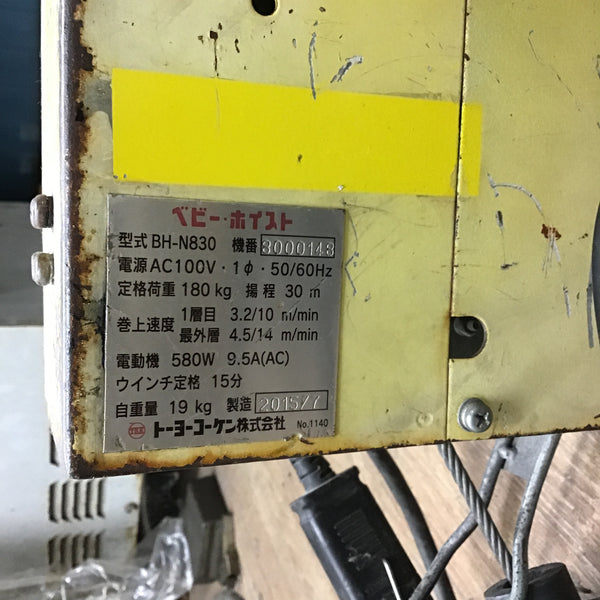 ベビー・ホイスト
型式 BH-N830 機番 3000148
電源 AC100V・1φ・50/60Hz
定格荷重 180kg 揚程 30 m
巻上速度 1層目 3.2/10 m/min
最外層 4.5/14 m/min
電動機 580W 9.5A(AC)
ウインチ定格 15分
自重量 19 kg 製造 2015/7
トーヨーコーケン株式会社 No.1140